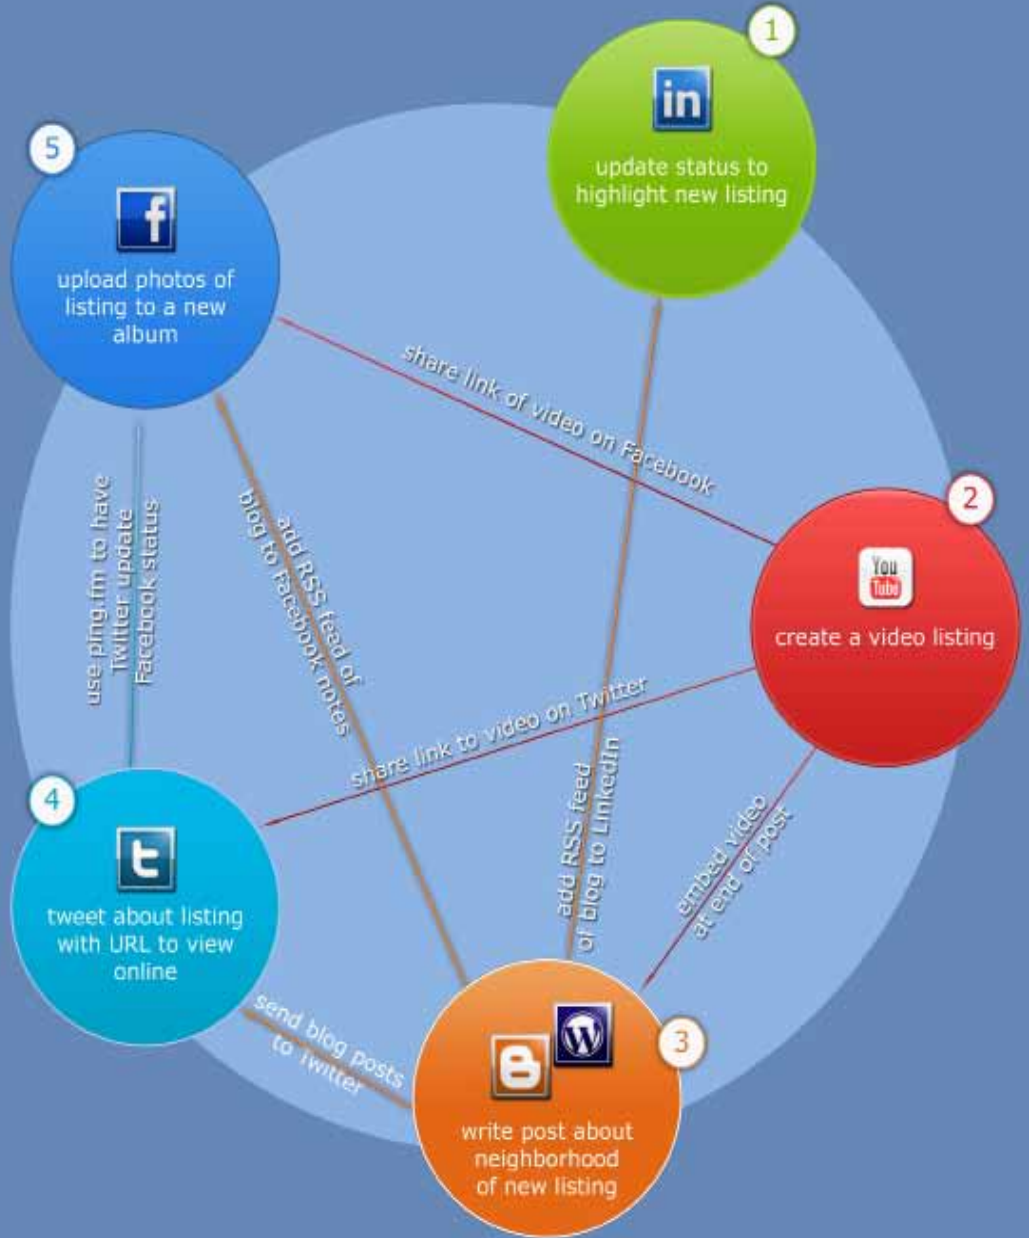 1
in
update status to
highlight new listing
5
f
upload photos of
listing to a new
album
share link of video on Facebook
2
You
Tube
create a video listing
use ping.fm to have
Twitter update
Facebook status
add RSS feed of
blog to Facebook notes
share link to video on Twitter
add RSS feed
of blog to LinkedIn
embed video
at end of post
4
t
tweet about listing
with URL to view
online
send blog posts
to Twitter
3
B
W
write post about
neighborhood
of new listing